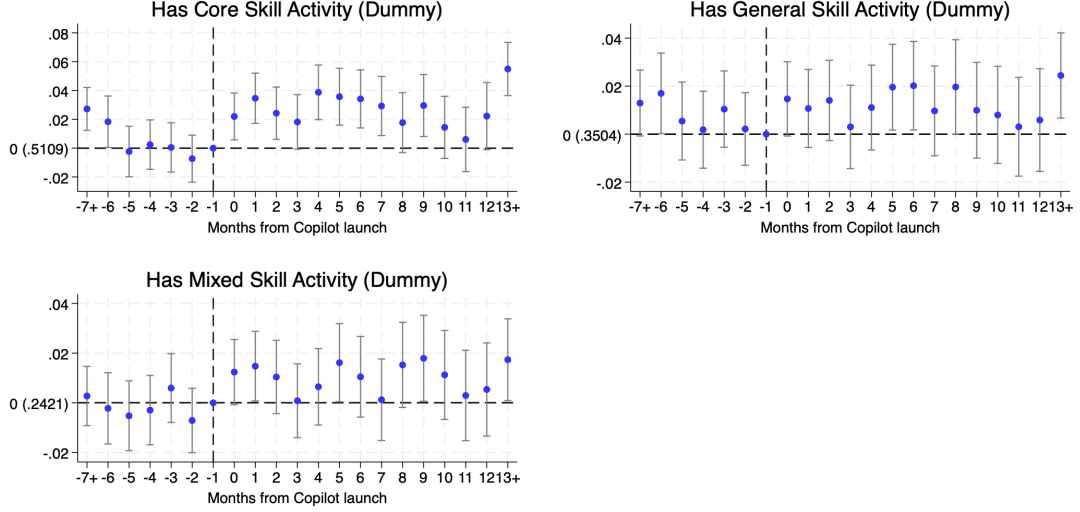 Has Core Skill Activity (Dummy)
.08
.06
.04
.02
0 (.5109)
-.02
-7+ -6 -5 -4 -3 -2 -1 0 1 2 3 4 5 6 7 8 9 10 11 1213+
Months from Copilot launch
Has General Skill Activity (Dummy)
.04
.02
0 (.3504)
-.02
-7+ -6 -5 -4 -3 -2 -1 0 1 2 3 4 5 6 7 8 9 10 11 1213+
Months from Copilot launch
Has Mixed Skill Activity (Dummy)
.04
.02
0 (.2421)
-.02
-7+ -6 -5 -4 -3 -2 -1 0 1 2 3 4 5 6 7 8 9 10 11 1213+
Months from Copilot launch